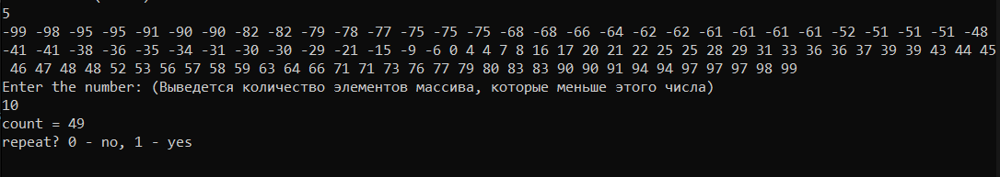 5
-99 -98 -95 -95 -91 -90 -90 -82 -82 -79 -78 -77 -75 -75 -75 -68 -68 -66 -64 -62 -62 -61 -61 -61 -61 -52 -51 -51 -51 -48
-41 -41 -38 -36 -35 -34 -31 -30 -30 -29 -21 -15 -9 -6 0 4 4 7 8 16 17 20 21 22 25 25 28 29 31 33 36 36 37 39 39 43 44 45
46 47 48 48 52 53 56 57 58 59 63 64 66 71 71 73 76 77 79 80 83 83 90 90 91 94 94 97 97 97 98 99
Enter the number: (Выведется количество элементов массива, которые меньше этого числа)
10
count = 49
repeat? 0 - no, 1 - yes